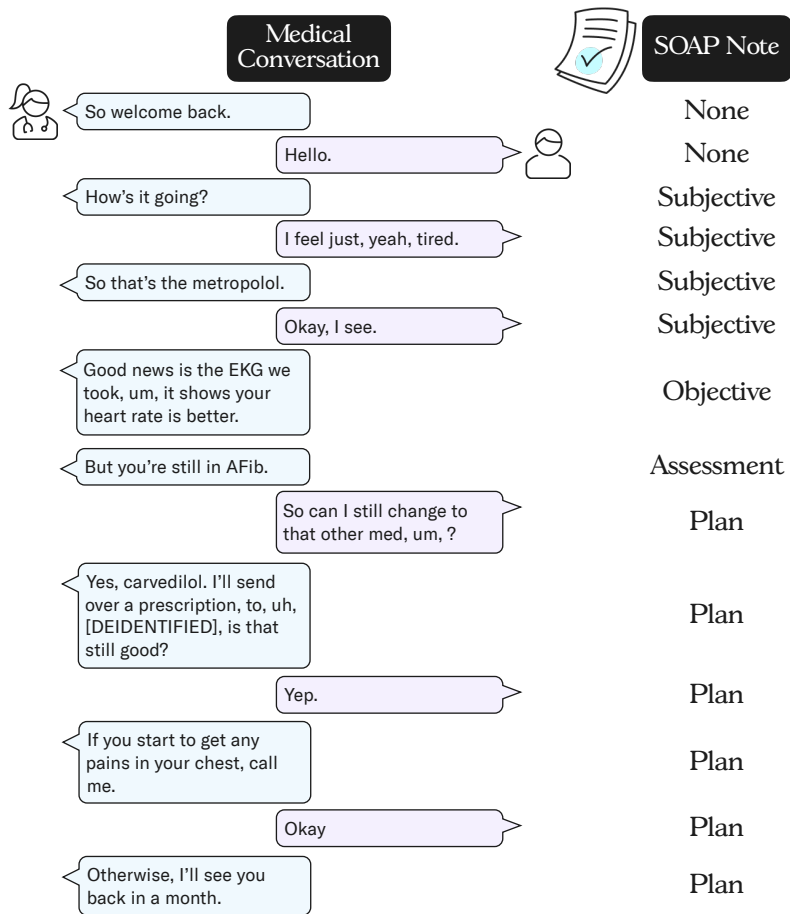 Medical
Conversation
SOAP Note
So welcome back.
None
Hello.
None
How's it going?
Subjective
I feel just, yeah, tired.
Subjective
So that's the metropolol.
Subjective
Okay, I see.
Subjective
Good news is the EKG we
took, um, it shows your
heart rate is better.
Objective
But you're still in AFib.
Assessment
So can I still change to
that other med, um, ?
Plan
Yes, carvedilol. I'll send
over a prescription, to, uh,
[DEIDENTIFIED], is that
still good?
Plan
Yep.
Plan
If you start to get any
pains in your chest, call
me.
Plan
Okay
Plan
Otherwise, I'll see you
back in a month.
Plan